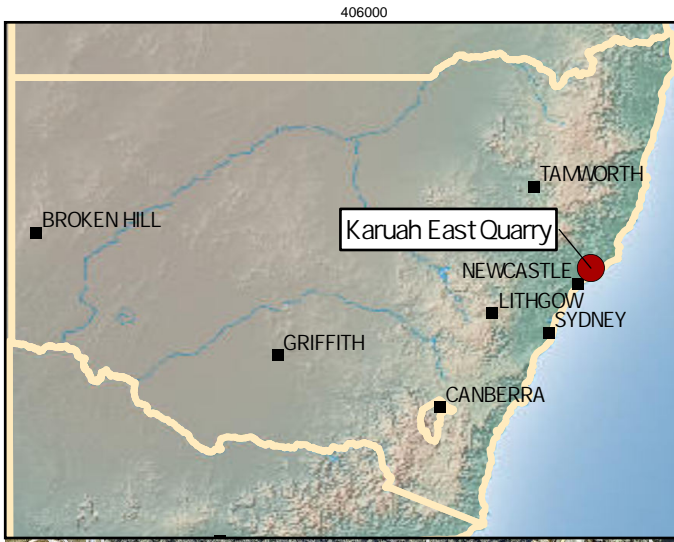 406000
TAMWORTH
BROKEN HILL
Karuah East Quarry
NEWCASTLE
LITHGOW
SYDNEY
GRIFFITH
CANBERRA